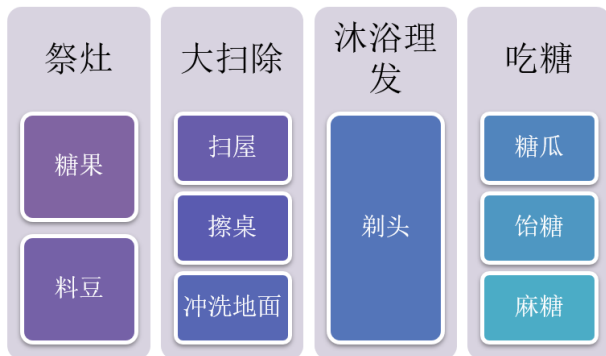 祭灶
糖果
料豆
大扫除
扫屋
擦桌
冲洗地面
沐浴理
发
剃头
吃糖
糖瓜
饴糖
麻糖